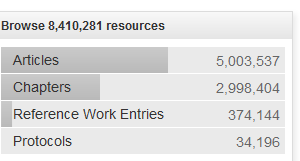 Browse 8,410,281 resources
Articles 5,003,537
Chapters 2,998,404
Reference Work Entries 374,144
Protocols 34,196